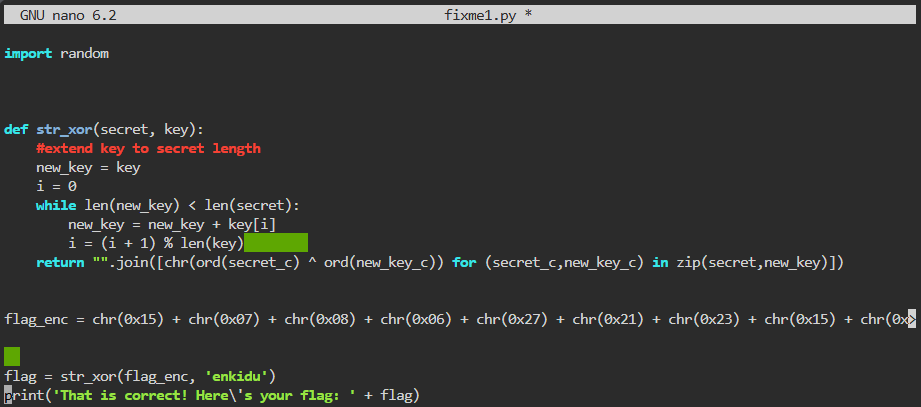 GNU nano 6.2 fixme1.py *
import random
def str_xor(secret, key):
    #extend key to secret length
    new_key = key
    i = 0
    while len(new_key) < len(secret):
        new_key = new_key + key[i]
        i = (i + 1) % len(key)
    return "".join([chr(ord(secret_c) ^ ord(new_key_c)) for (secret_c,new_key_c) in zip(secret,new_key)])
flag_enc = chr(0x15) + chr(0x07) + chr(0x08) + chr(0x06) + chr(0x27) + chr(0x21) + chr(0x23) + chr(0x15) + chr(0x>
flag = str_xor(flag_enc, 'enkidu')
print('That is correct! Here\'s your flag: ' + flag)